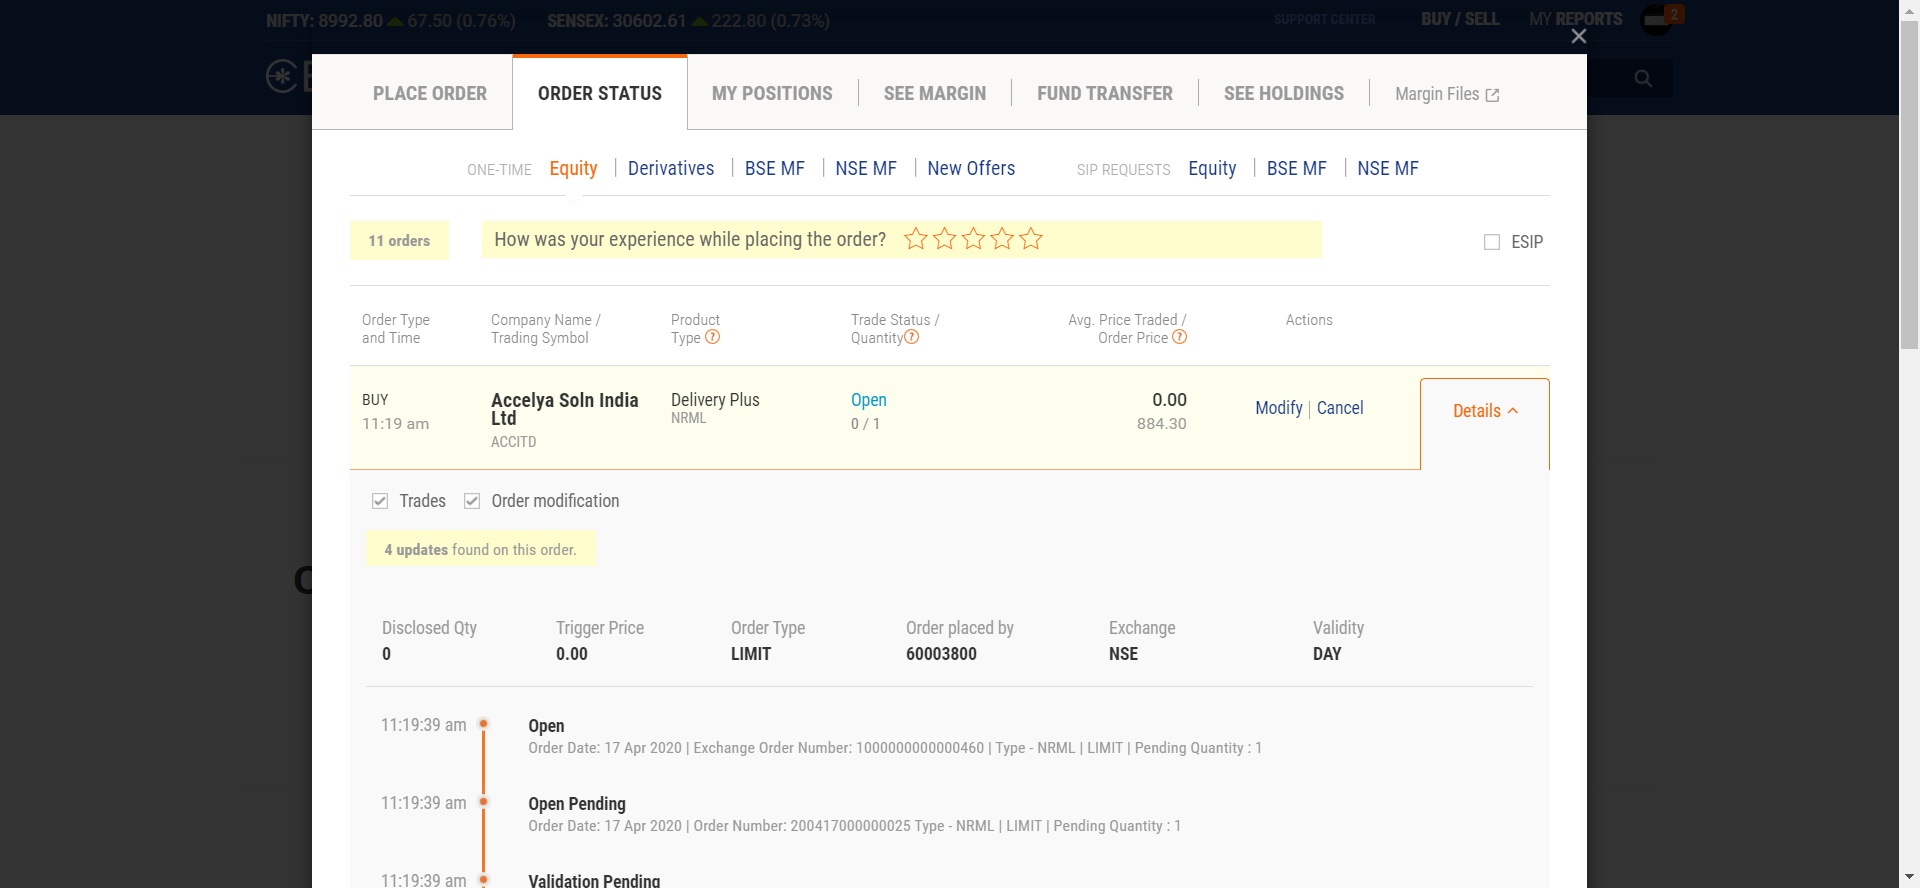 NIFTY: 8992.80 67.50 (0.76%) SENSEX: 30602.61 222.80 (0.73%) SUPPORT CENTER BUY / SELL MY REPORTS 2
PLACE ORDER ORDER STATUS MY POSITIONS SEE MARGIN FUND TRANSFER SEE HOLDINGS Margin Files
ONE-TIME Equity Derivatives BSE MF NSE MF New Offers SIP REQUESTS Equity BSE MF NSE MF
11 orders How was your experience while placing the order? ESIP
Order Type and Time
Company Name / Trading Symbol
Product Type ?
Trade Status / Quantity ?
Avg. Price Traded / Order Price ?
Actions
BUY
11:19 am
Accelya Soln India
Ltd
ACCITD
Delivery Plus
NRML
Open
0 / 1
0.00
884.30
Modify | Cancel
Details
Trades Order modification
4 updates found on this order.
Disclosed Qty Trigger Price Order Type Order placed by Exchange Validity
0 0.00 LIMIT 60003800 NSE DAY
11:19:39 am Open
Order Date: 17 Apr 2020 | Exchange Order Number: 1000000000000460 | Type - NRML | LIMIT | Pending Quantity : 1
11:19:39 am Open Pending
Order Date: 17 Apr 2020 | Order Number: 200417000000025 Type - NRML | LIMIT | Pending Quantity : 1
11:19:39 am Validation Pending